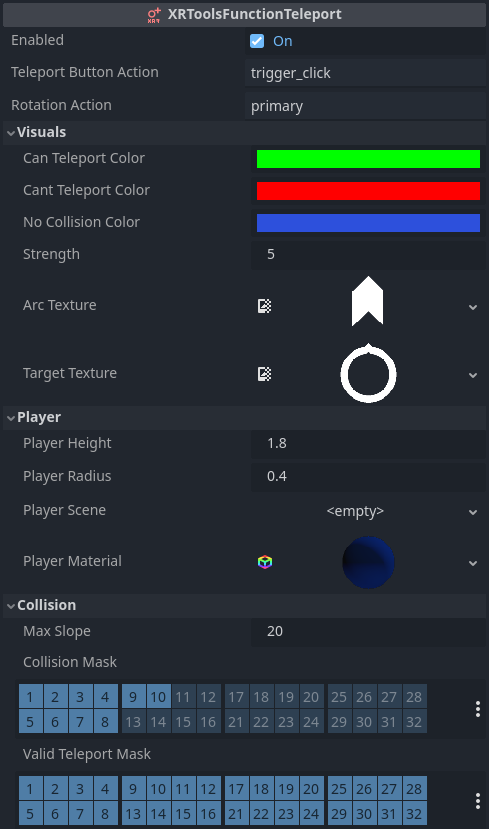 XRToolsFunctionTeleport
Enabled On
Teleport Button Action trigger_click
Rotation Action primary
Visuals
Can Teleport Color
Cant Teleport Color
No Collision Color
Strength 5
Arc Texture
Target Texture
Player
Player Height 1.8
Player Radius 0.4
Player Scene <empty>
Player Material
Collision
Max Slope 20
Collision Mask
1 2 3 4 9 10 11 12 17 18 19 20 25 26 27 28
5 6 7 8 13 14 15 16 21 22 23 24 29 30 31 32
Valid Teleport Mask
1 2 3 4 9 10 11 12 17 18 19 20 25 26 27 28
5 6 7 8 13 14 15 16 21 22 23 24 29 30 31 32